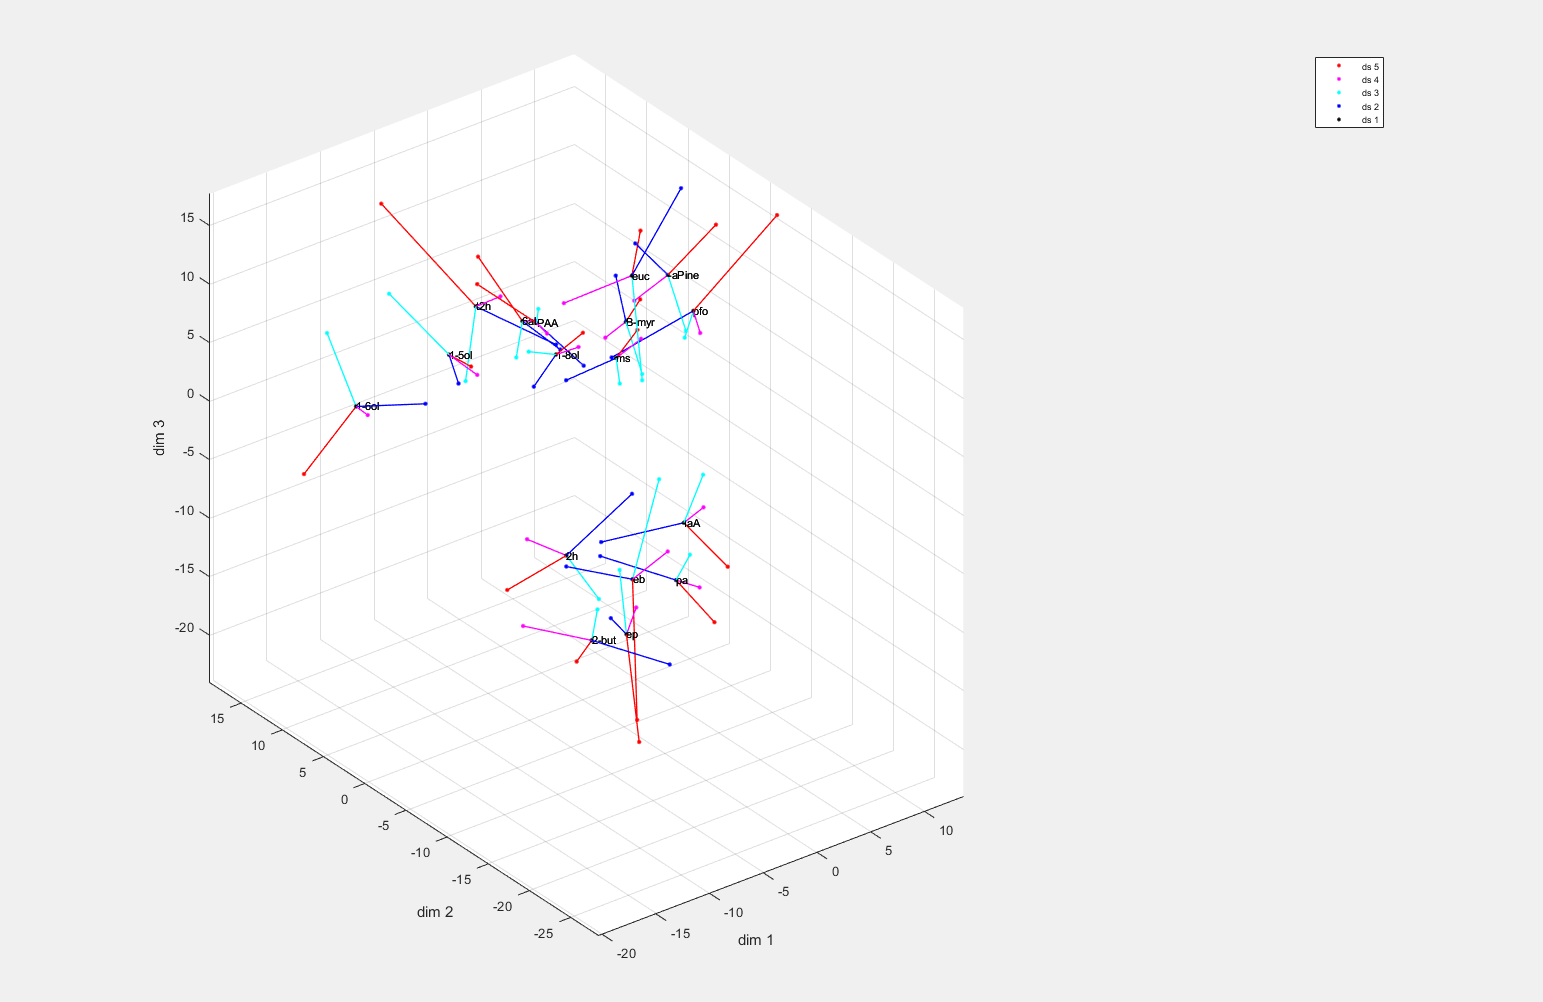 ds 5
ds 4
ds 3
ds 2
ds 1
15
10
5
0
-5
-10
-15
-20
dim 3
15
10
5
0
-5
-10
-15
-20
-25
dim 2
-20
-15
-10
-5
0
5
10
dim 1
euc
aPine
t2h
6al
PAA
B-myr
pfo
1-5ol
1-8ol
ms
1-6ol
aA
2h
eb
pa
ep
2-but